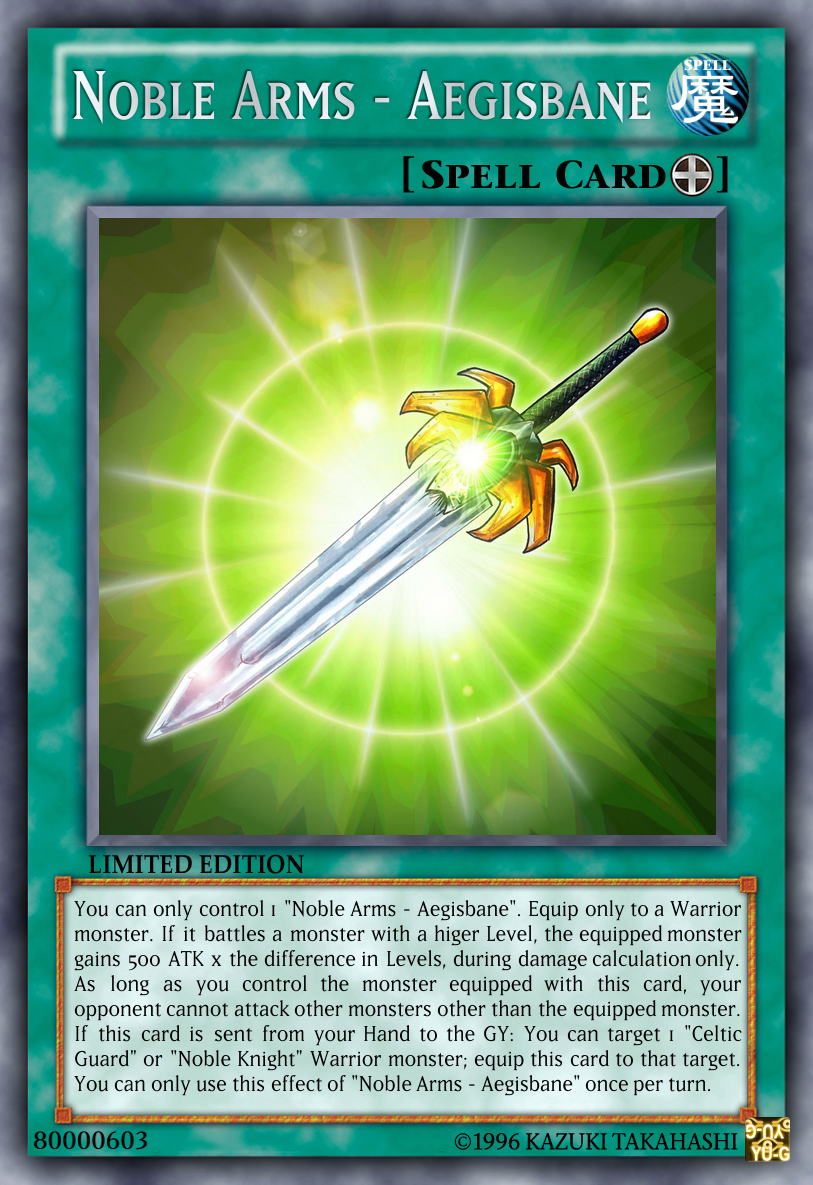 Noble Arms - Aegisbane
SPELL
魔
[Spell Card]
LIMITED EDITION
You can only control 1 "Noble Arms - Aegisbane". Equip only to a Warrior
monster. If it battles a monster with a higer Level, the equipped monster
gains 500 ATK x the difference in Levels, during damage calculation only.
As long as you control the monster equipped with this card, your
opponent cannot attack other monsters other than the equipped monster.
If this card is sent from your Hand to the GY: You can target 1 "Celtic
Guard" or "Noble Knight" Warrior monster; equip this card to that target.
You can only use this effect of "Noble Arms - Aegisbane" once per turn.
80000603
©1996 KAZUKI TAKAHASHI